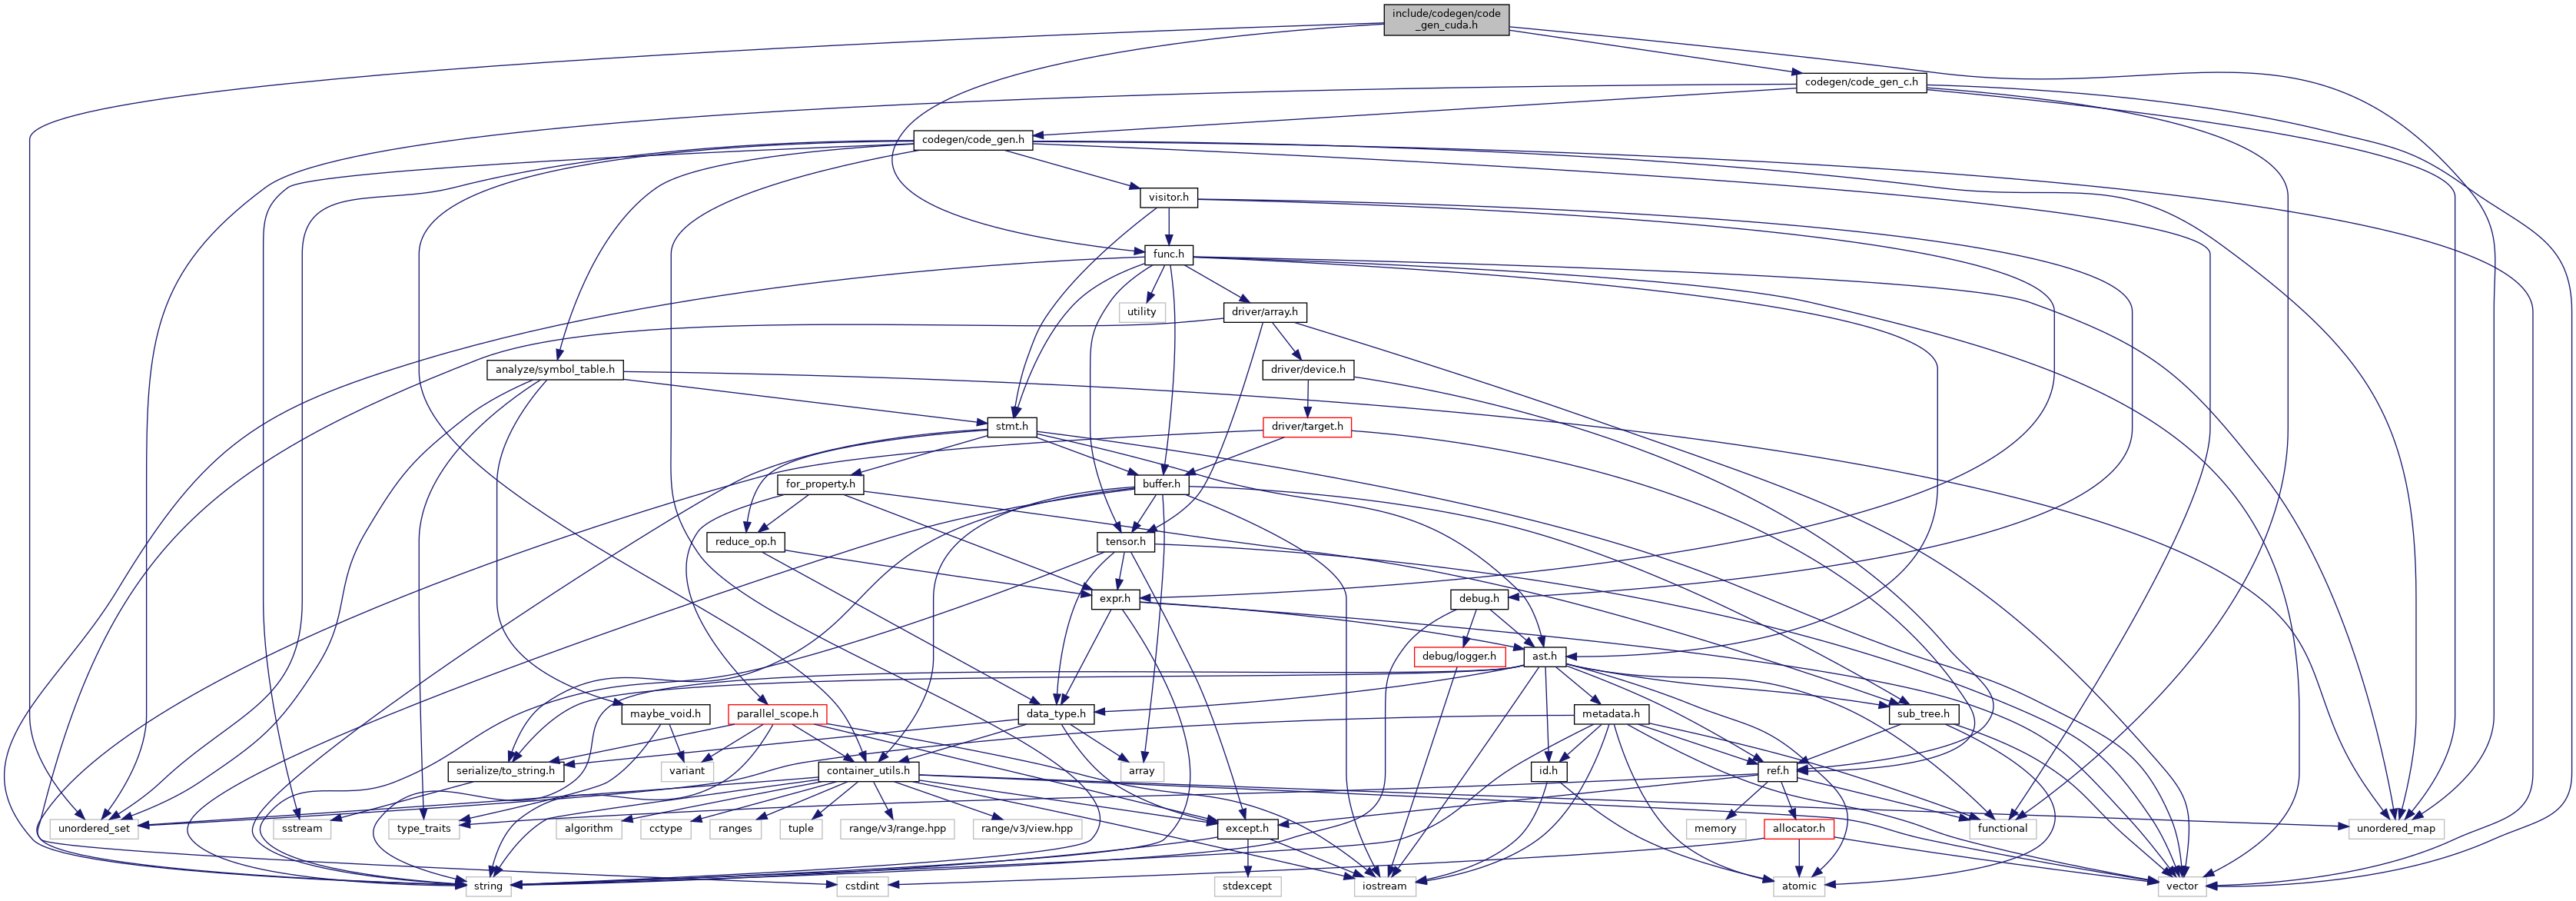 include/codegen/code
_gen_cuda.h
codegen/code_gen_c.h
codegen/code_gen.h
visitor.h
func.h
utility
driver/array.h
analyze/symbol_table.h
driver/device.h
stmt.h
driver/target.h
for_property.h
buffer.h
reduce_op.h
tensor.h
expr.h
debug.h
debug/logger.h
ast.h
maybe_void.h
parallel_scope.h
data_type.h
metadata.h
sub_tree.h
serialize/to_string.h
variant
container_utils.h
array
id.h
ref.h
unordered_set
sstream
type_traits
algorithm
cctype
ranges
tuple
range/v3/range.hpp
range/v3/view.hpp
except.h
memory
allocator.h
functional
unordered_map
string
cstdint
stdexcept
iostream
atomic
vector